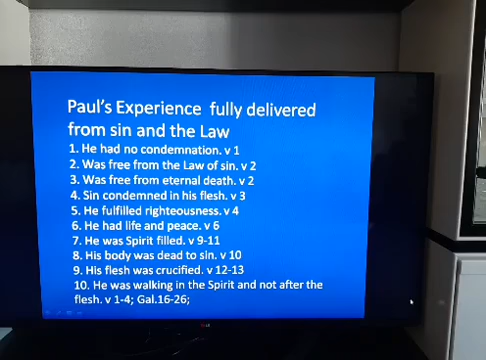 Paul's Experience fully delivered
from sin and the Law
1. He had no condemnation. v 1
2. Was free from the Law of sin. v 2
3. Was free from eternal death. v 2
4. Sin condemned in his flesh. v 3
5. He fulfilled righteousness. v 4
6. He had life and peace. v 6
7. He was Spirit filled. v 9-11
8. His body was dead to sin. v 10
9. His flesh was crucified. v 12-13
10. He was walking in the Spirit and not after the
flesh. v 1-4; Gal.16-26;
LG